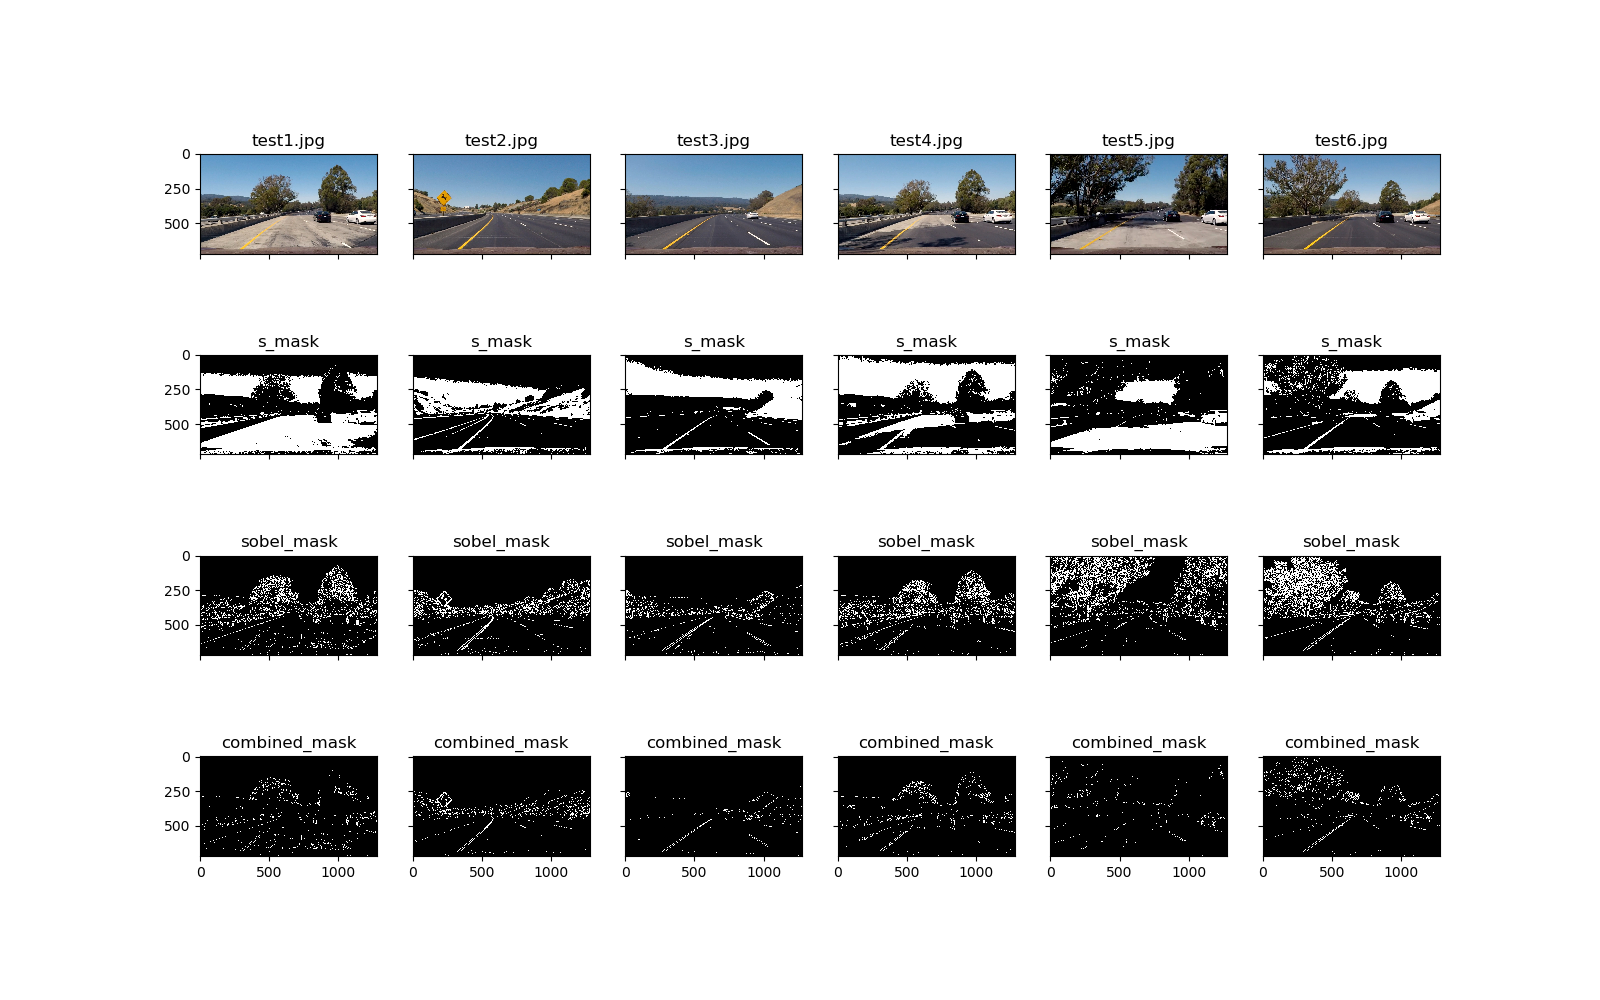 test1.jpg test2.jpg test3.jpg test4.jpg test5.jpg test6.jpg
0
250
500
s_mask s_mask s_mask s_mask s_mask s_mask
0
250
500
sobel_mask sobel_mask sobel_mask sobel_mask sobel_mask sobel_mask
0
250
500
combined_mask combined_mask combined_mask combined_mask combined_mask combined_mask
0
250
500
0 500 1000 0 500 1000 0 500 1000 0 500 1000 0 500 1000 0 500 1000